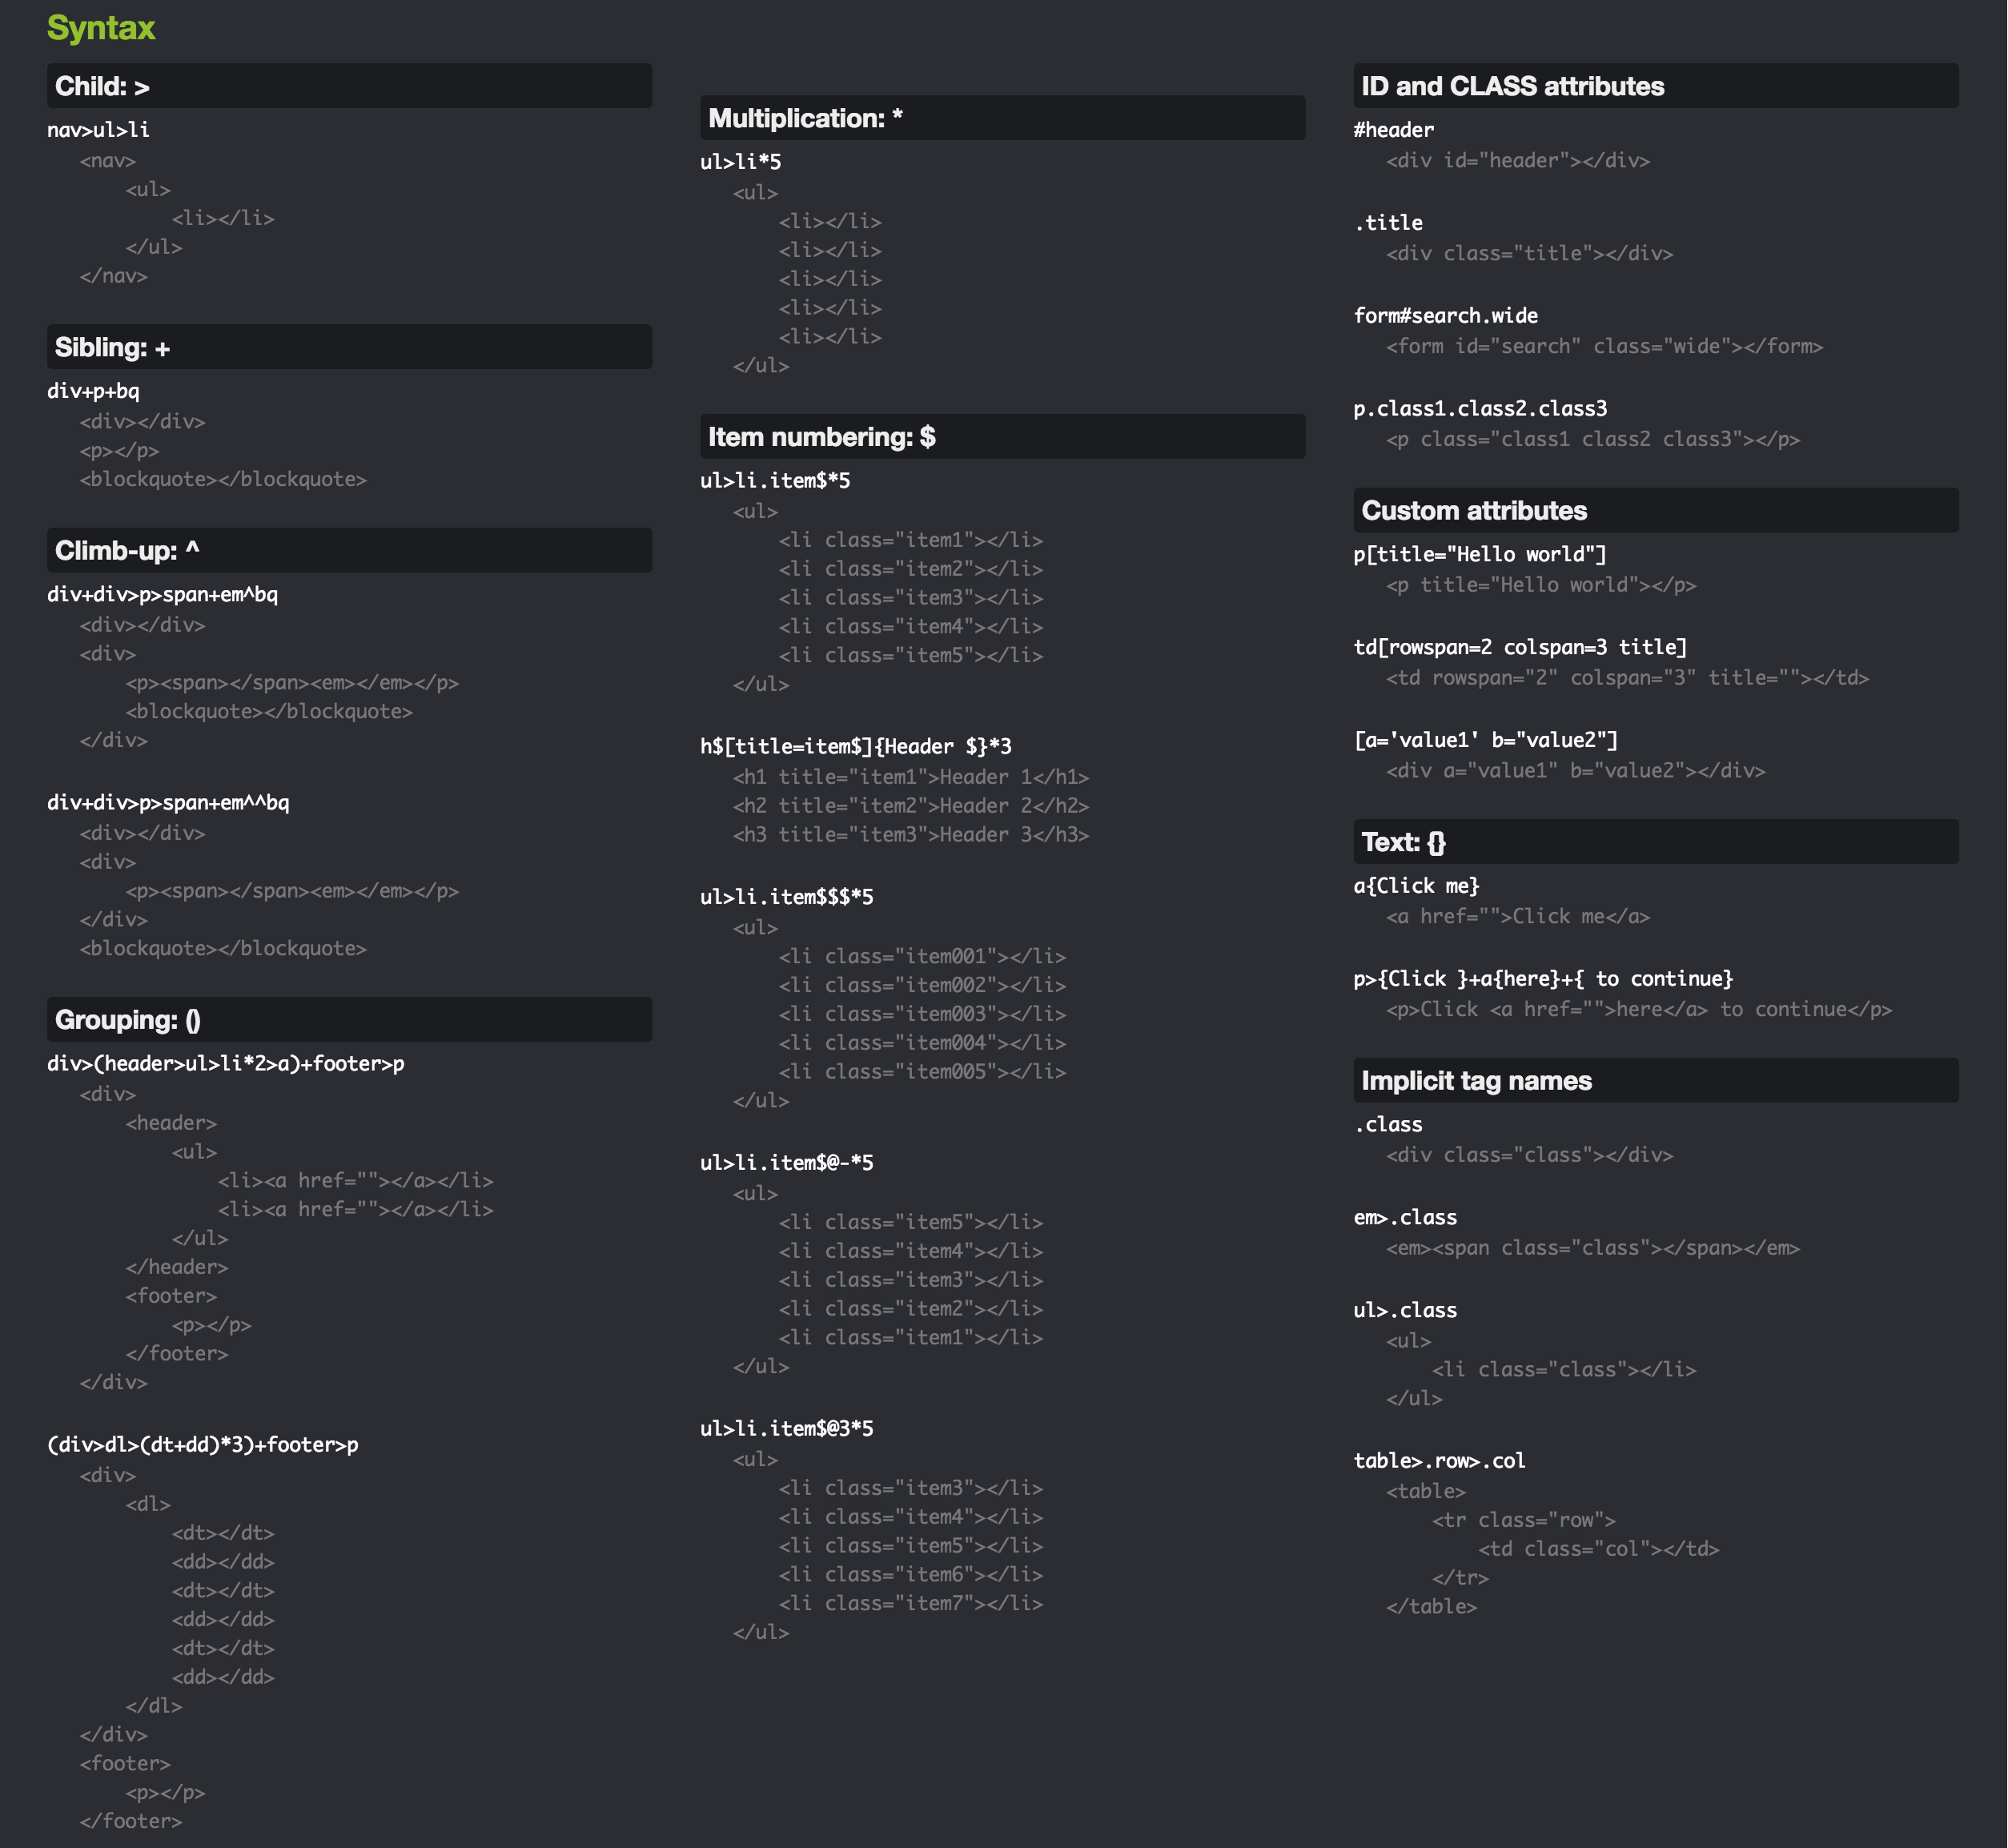 Syntax
Child: >
nav>ul>li
<nav>
    <ul>
        <li></li>
    </ul>
</nav>
Sibling: +
div+p+bq
<div></div>
<p></p>
<blockquote></blockquote>
Climb-up: ^
div+div>p>span+em^bq
<div></div>
<div>
    <p><span></span><em></em></p>
    <blockquote></blockquote>
</div>
div+div>p>span+em^^bq
<div></div>
<div>
    <p><span></span><em></em></p>
</div>
<blockquote></blockquote>
Grouping: ()
div>(header>ul>li*2>a)+footer>p
<div>
    <header>
        <ul>
            <li><a href=""></a></li>
            <li><a href=""></a></li>
        </ul>
    </header>
    <footer>
        <p></p>
    </footer>
</div>
(div>dl>(dt+dd)*3)+footer>p
<div>
    <dl>
        <dt></dt>
        <dd></dd>
        <dt></dt>
        <dd></dd>
        <dt></dt>
        <dd></dd>
    </dl>
</div>
<footer>
    <p></p>
</footer>
Multiplication: *
ul>li*5
<ul>
    <li></li>
    <li></li>
    <li></li>
    <li></li>
    <li></li>
</ul>
Item numbering: $
ul>li.item$*5
<ul>
    <li class="item1"></li>
    <li class="item2"></li>
    <li class="item3"></li>
    <li class="item4"></li>
    <li class="item5"></li>
</ul>
h$[title=item$]{Header $}*3
<h1 title="item1">Header 1</h1>
<h2 title="item2">Header 2</h2>
<h3 title="item3">Header 3</h3>
ul>li.item$$$*5
<ul>
    <li class="item001"></li>
    <li class="item002"></li>
    <li class="item003"></li>
    <li class="item004"></li>
    <li class="item005"></li>
</ul>
ul>li.item$@-*5
<ul>
    <li class="item5"></li>
    <li class="item4"></li>
    <li class="item3"></li>
    <li class="item2"></li>
    <li class="item1"></li>
</ul>
ul>li.item$@3*5
<ul>
    <li class="item3"></li>
    <li class="item4"></li>
    <li class="item5"></li>
    <li class="item6"></li>
    <li class="item7"></li>
</ul>
ID and CLASS attributes
#header
<div id="header"></div>
.title
<div class="title"></div>
form#search.wide
<form id="search" class="wide"></form>
p.class1.class2.class3
<p class="class1 class2 class3"></p>
Custom attributes
p[title="Hello world"]
<p title="Hello world"></p>
td[rowspan=2 colspan=3 title]
<td rowspan="2" colspan="3" title=""></td>
[a='value1' b="value2"]
<div a="value1" b="value2"></div>
Text: {}
a{Click me}
<a href="">Click me</a>
p>{Click }+a{here}+{ to continue}
<p>Click <a href="">here</a> to continue</p>
Implicit tag names
.class
<div class="class"></div>
em>.class
<em><span class="class"></span></em>
ul>.class
<ul>
    <li class="class"></li>
</ul>
table>.row>.col
<table>
    <tr class="row">
        <td class="col"></td>
    </tr>
</table>